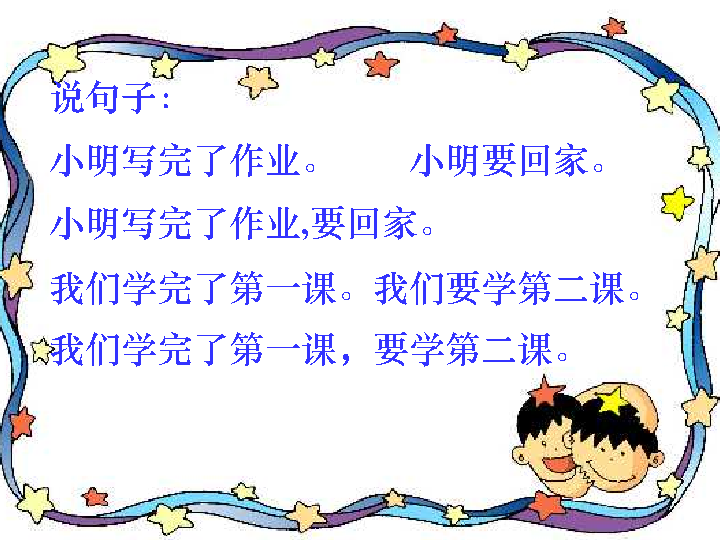 说句子：
小明写完了作业。 小明要回家。
小明写完了作业,要回家。
我们学完了第一课。我们要学第二课。
我们学完了第一课，要学第二课。